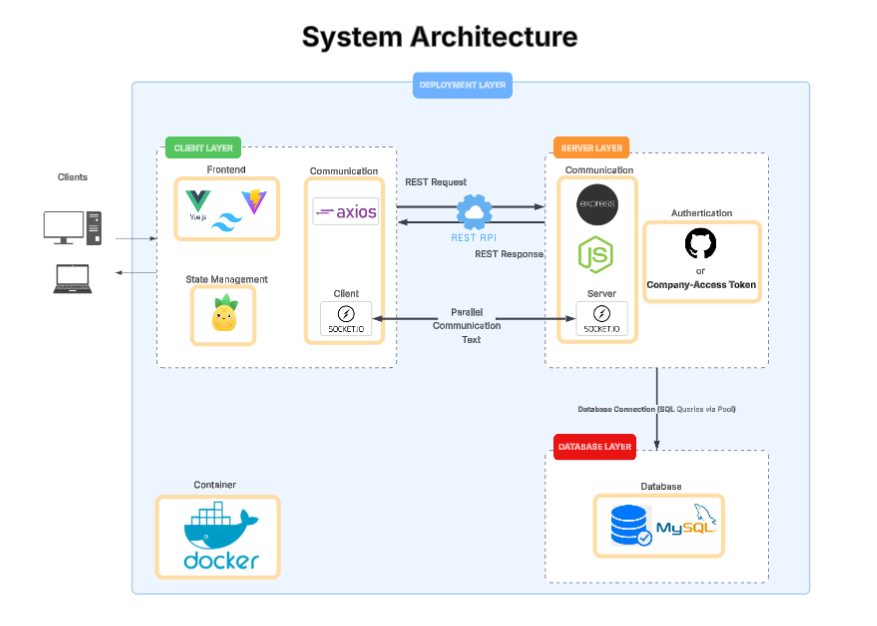 System Architecture
DEPLOYMENT LAYER
CLIENT LAYER
SERVER LAYER
Clients
Frontend
Communication
Communication
REST Request
Vue.js
axios
express
REST API
REST Response
JS
Authertication
or
Company-Access Token
State Management
Client
SOCKET.IO
Parallel
Communication
Text
Server
SOCKET.IO
Database Connection (SQL Queries via Pool)
DATABASE LAYER
Container
docker
Database
MySQL